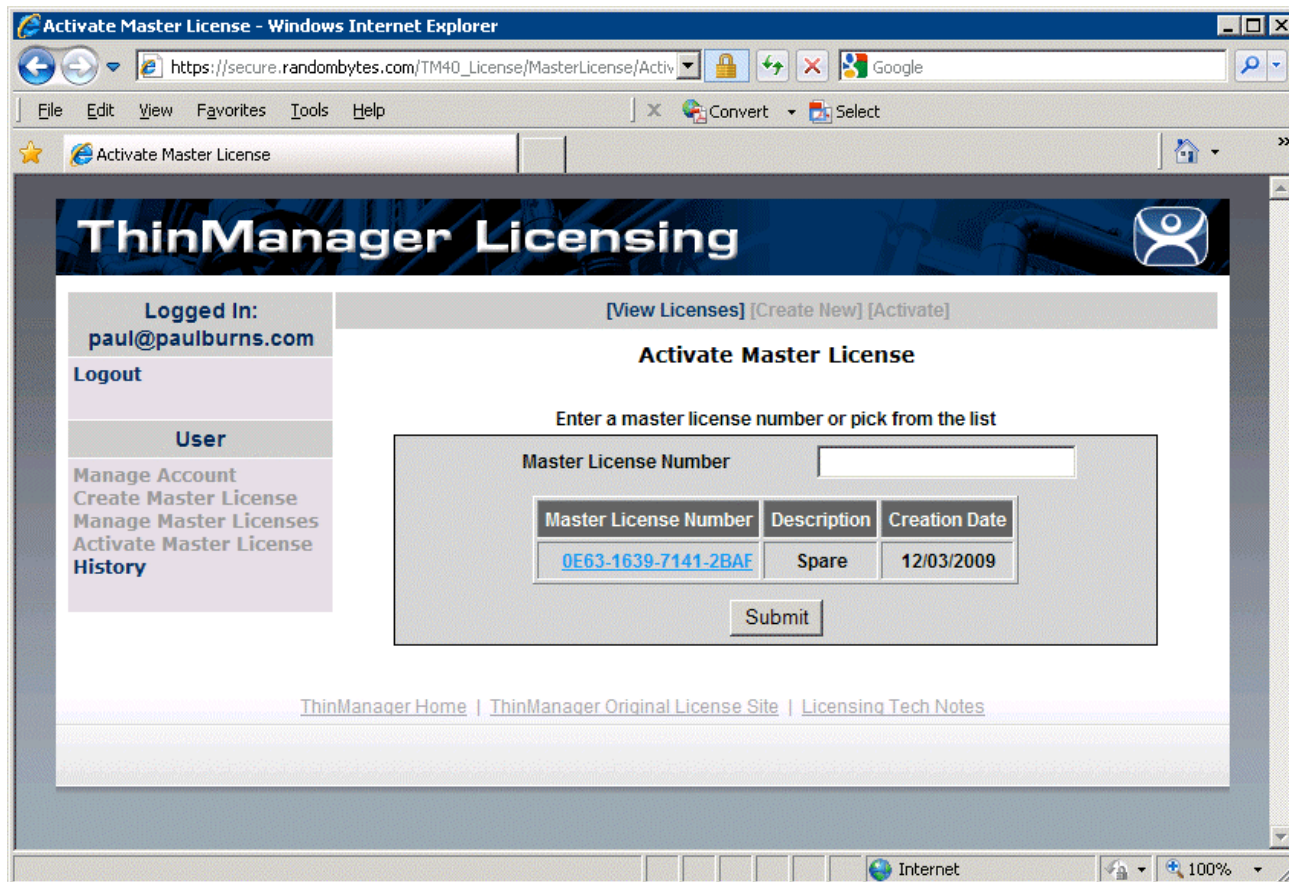 Activate Master License - Windows Internet Explorer
https://secure.randombytes.com/TM40_License/MasterLicense/Activ
Google
File Edit View Favorites Tools Help
x Convert Select
Activate Master License
»
ThinManager Licensing
Logged In:
paul@paulburns.com
Logout
User
Manage Account
Create Master License
Manage Master Licenses
Activate Master License
History
[View Licenses] [Create New] [Activate]
Activate Master License
Enter a master license number or pick from the list
Master License Number
Master License Number Description Creation Date
0E63-1639-7141-2BAF Spare 12/03/2009
Submit
ThinManager Home | ThinManager Original License Site | Licensing Tech Notes
Internet 100%